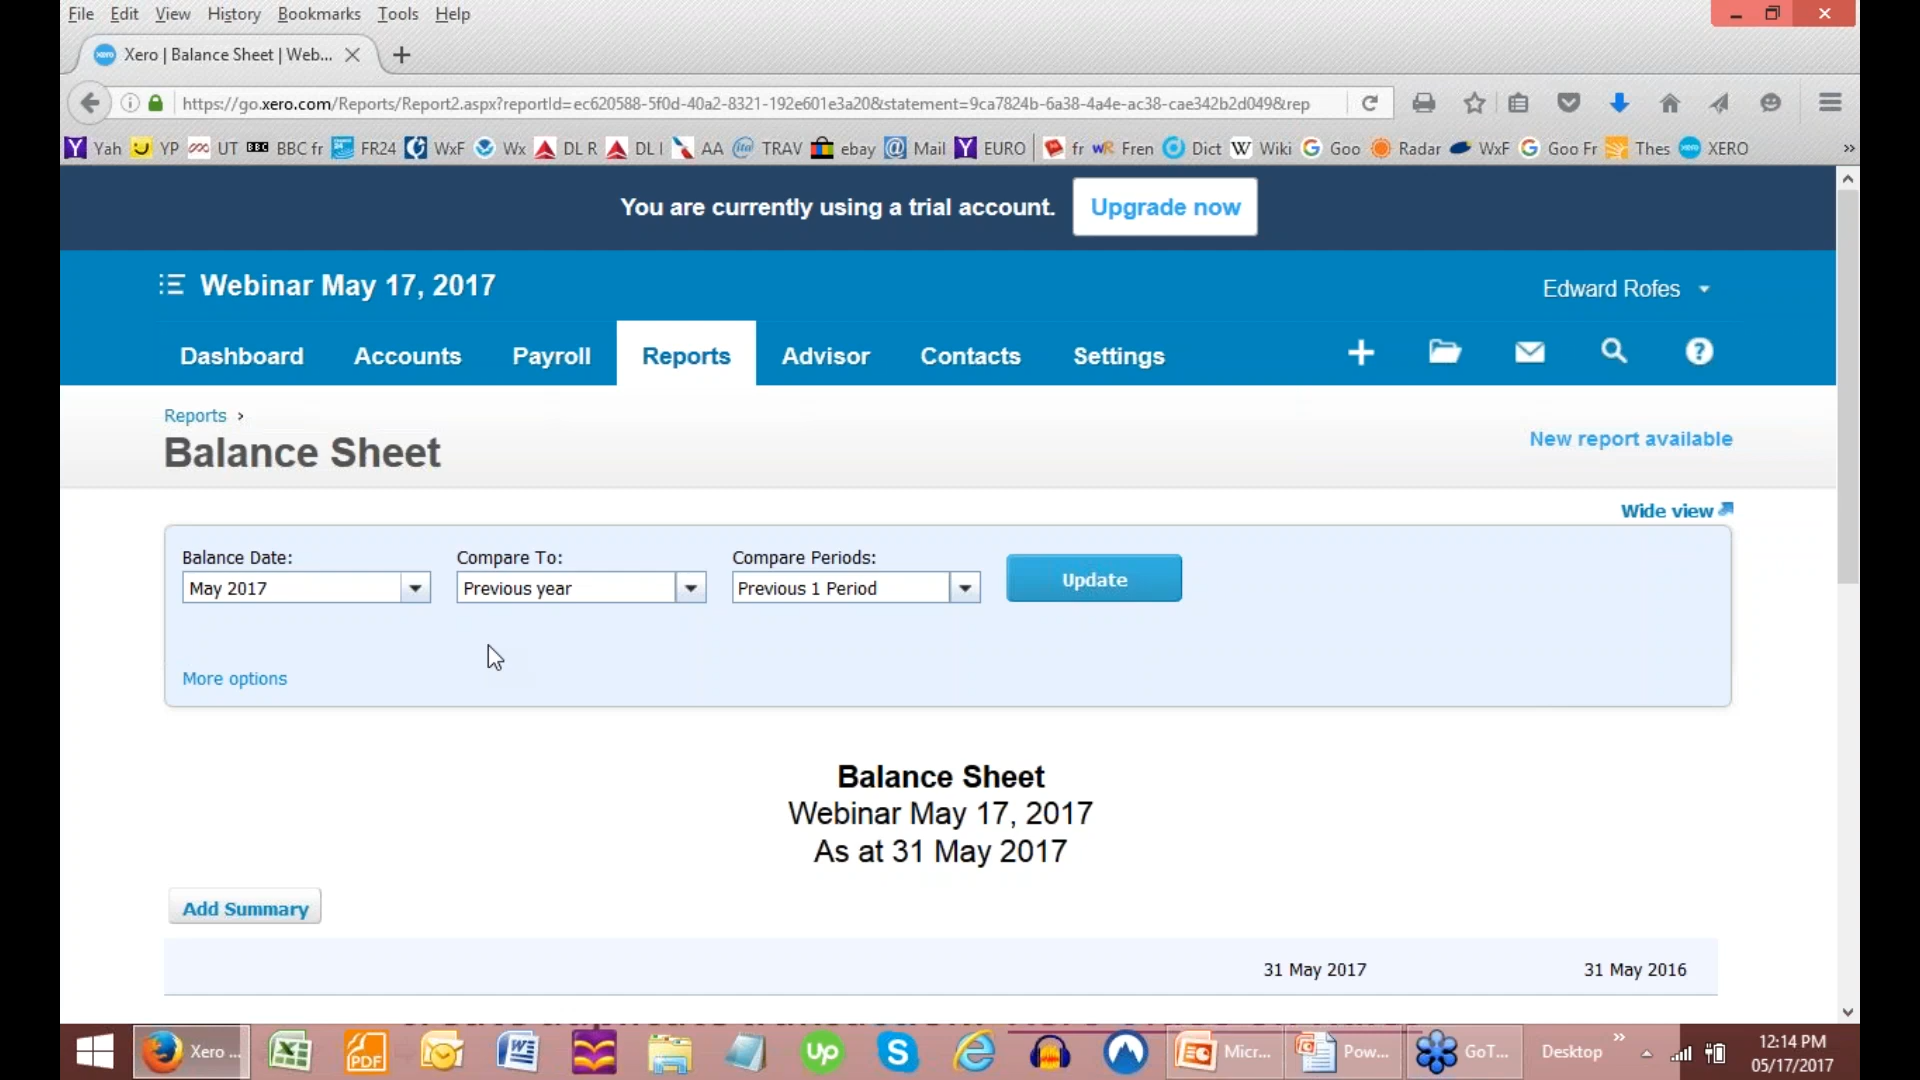 File Edit View History Bookmarks Tools Help
Xero | Balance Sheet | Web...
https://go.xero.com/Reports/Report2.aspx?reportId=ec620588-5f0d-40a2-8321-192e601e3a20&statement=9ca7824b-6a38-4a4e-ac38-cae342b2d049&rep
Yah YP UT BBC fr FR24 WxF Wx DL R DL I AA TRAV ebay Mail EURO fr Fren Dict Wiki Goo Radar WxF Goo Fr Thes XERO
You are currently using a trial account. Upgrade now
Webinar May 17, 2017
Edward Rofes
Dashboard Accounts Payroll Reports Advisor Contacts Settings
Reports ›
Balance Sheet
New report available
Wide view
Balance Date: Compare To: Compare Periods:
May 2017 Previous year Previous 1 Period Update
More options
Balance Sheet
Webinar May 17, 2017
As at 31 May 2017
Add Summary
31 May 2017 31 May 2016
Xero ... PDF Up S Micr... Pow... GoT... Desktop
12:14 PM
05/17/2017